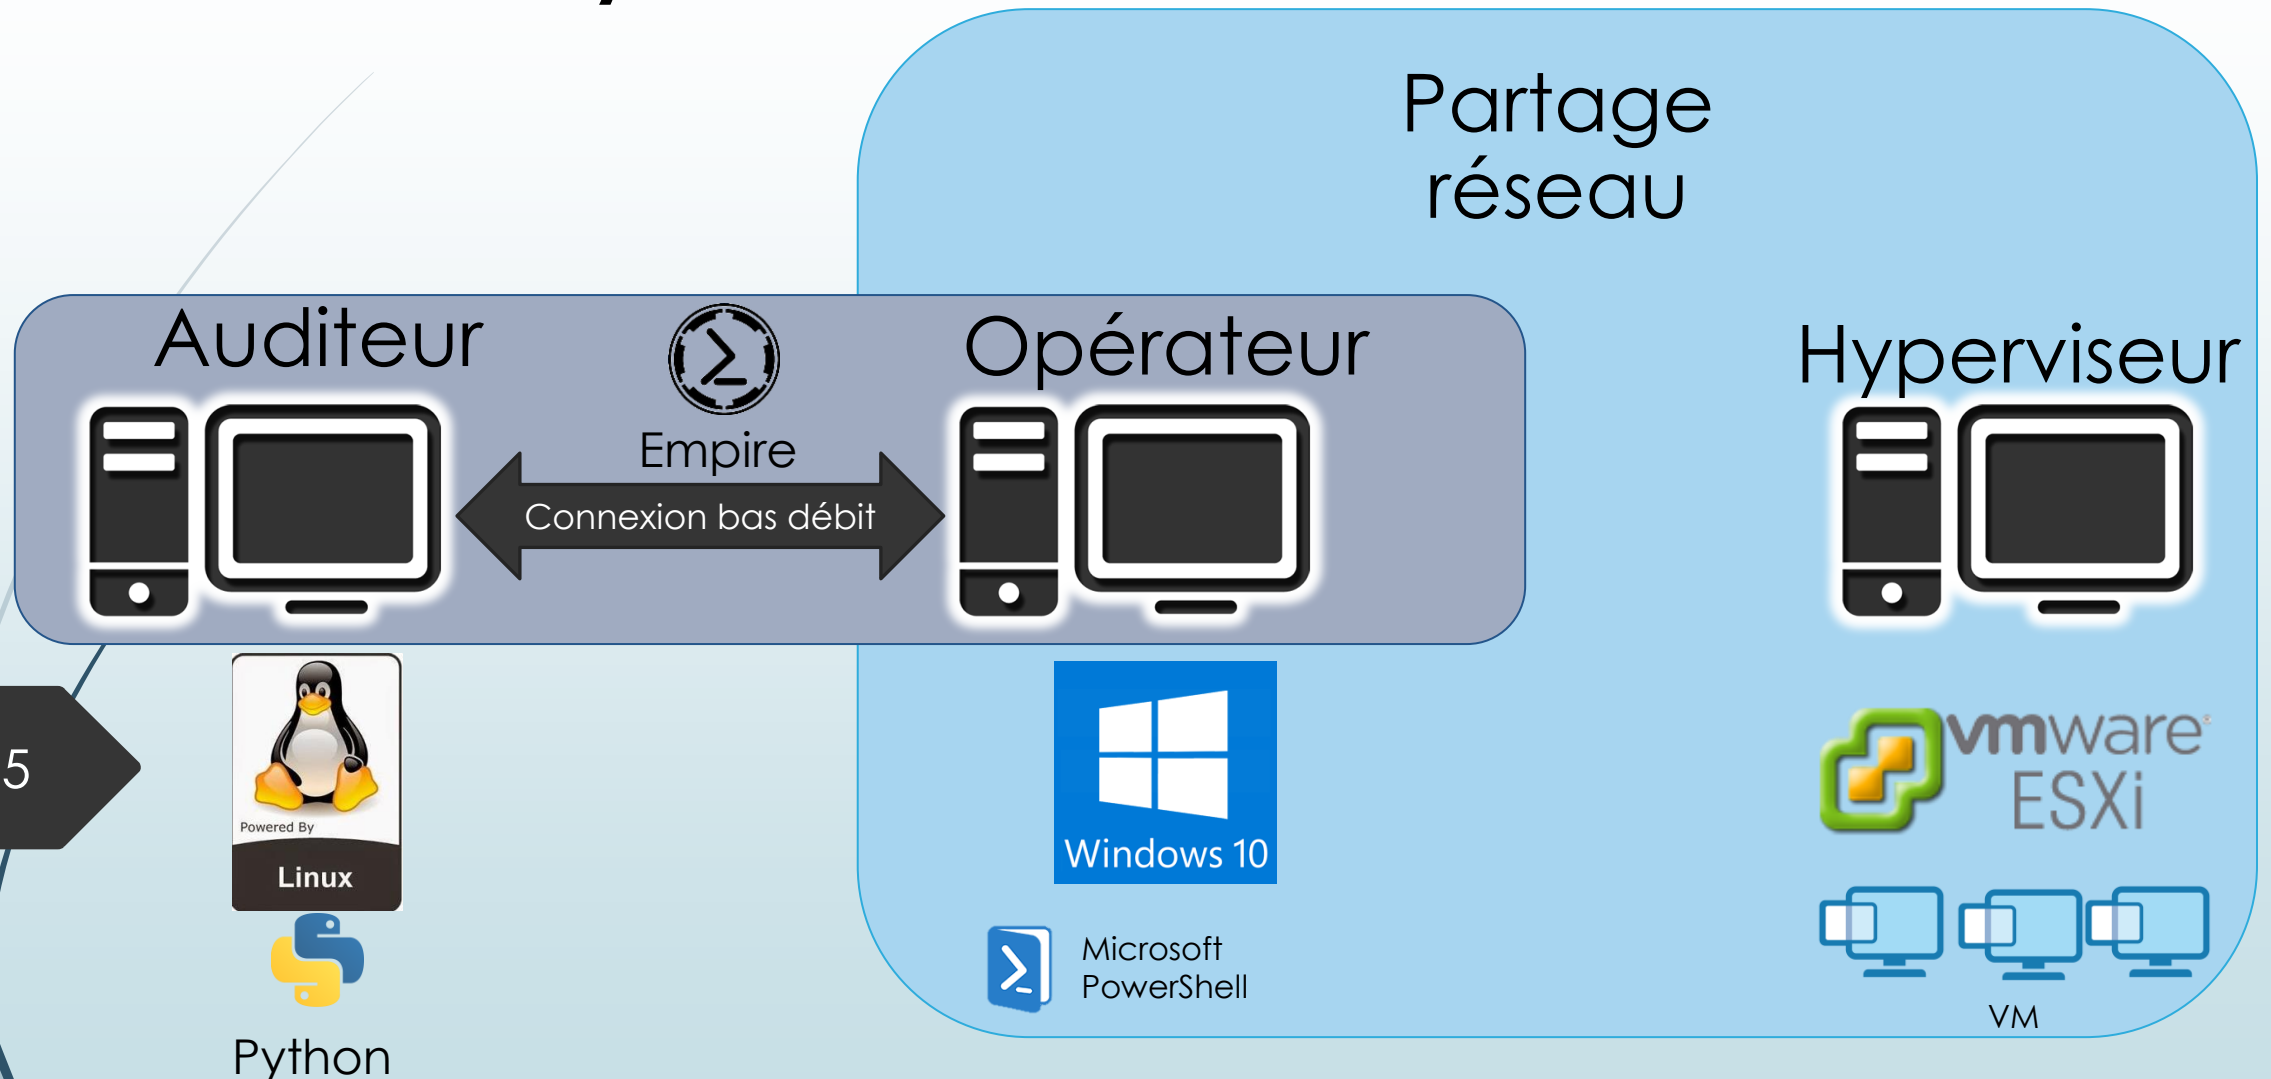 Partage
réseau
Auditeur
Empire
Opérateur
Hyperviseur
Connexion bas débit
5
Powered By
Linux
Python
Windows 10
Microsoft
PowerShell
vmware®
ESXi
VM